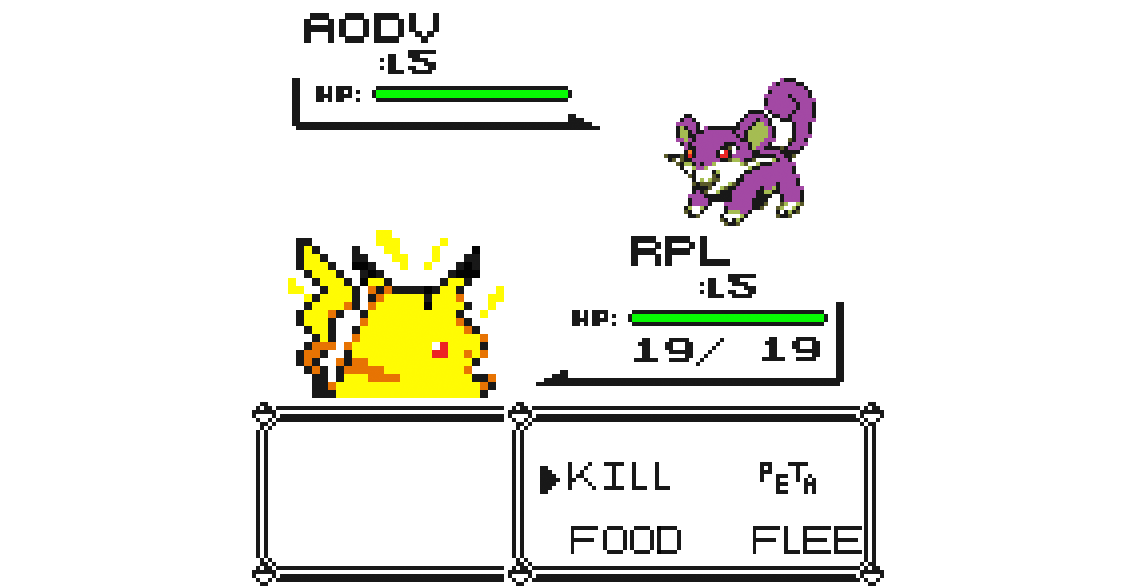 AODV
:L5
HP:
RPL
:L5
HP:
19/ 19
KILL PETA
FOOD FLEE